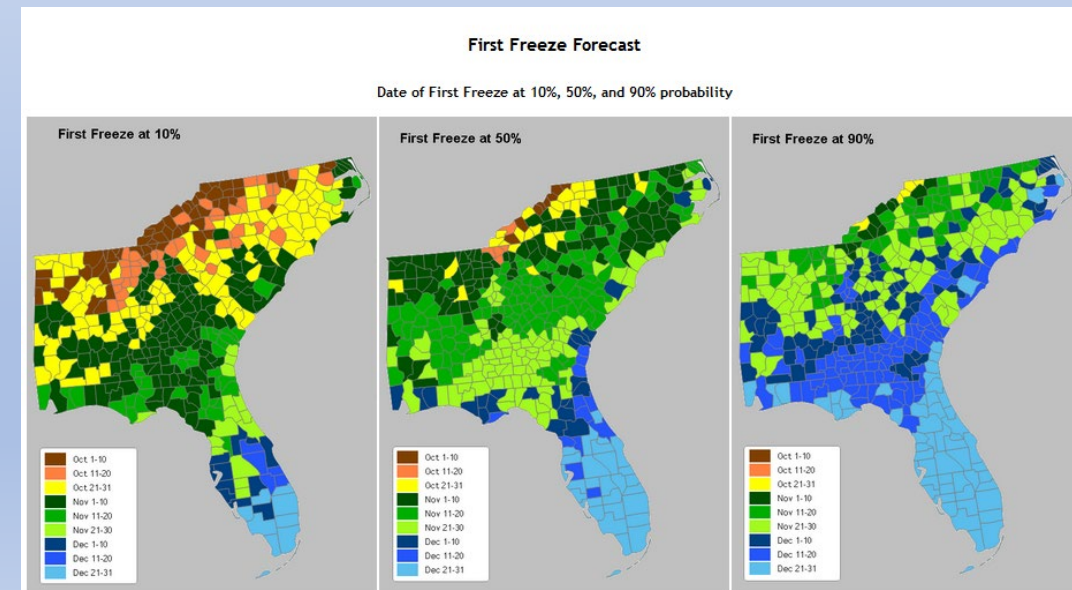 First Freeze Forecast
Date of First Freeze at 10%, 50%, and 90% probability
First Freeze at 10%
First Freeze at 50%
First Freeze at 90%
Oct 1-10
Oct 11-20
Oct 21-31
Nov 1-10
Nov 11-20
Nov 21-30
Dec 1-10
Dec 11-20
Dec 21-31
Oct 1-10
Oct 11-20
Oct 21-31
Nov 1-10
Nov 11-20
Nov 21-30
Dec 1-10
Dec 11-20
Dec 21-31
Oct 1-10
Oct 11-20
Oct 21-31
Nov 1-10
Nov 11-20
Nov 21-30
Dec 1-10
Dec 11-20
Dec 21-31